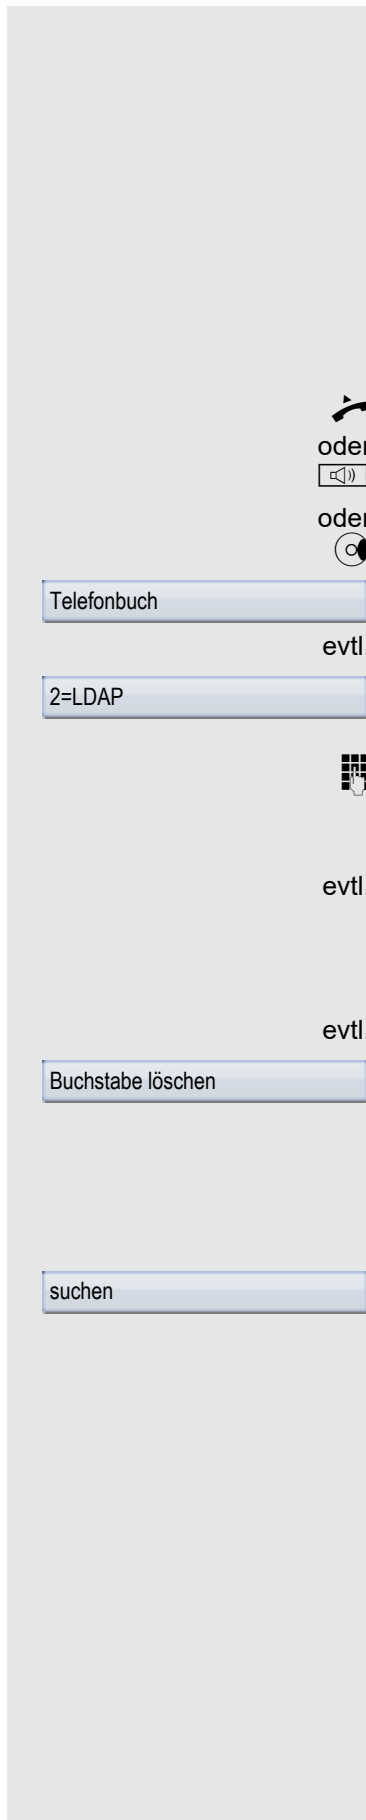 oder
oder
Telefonbuch
evtl.
2=LDAP
evtl.
evtl.
Buchstabe löschen
suchen